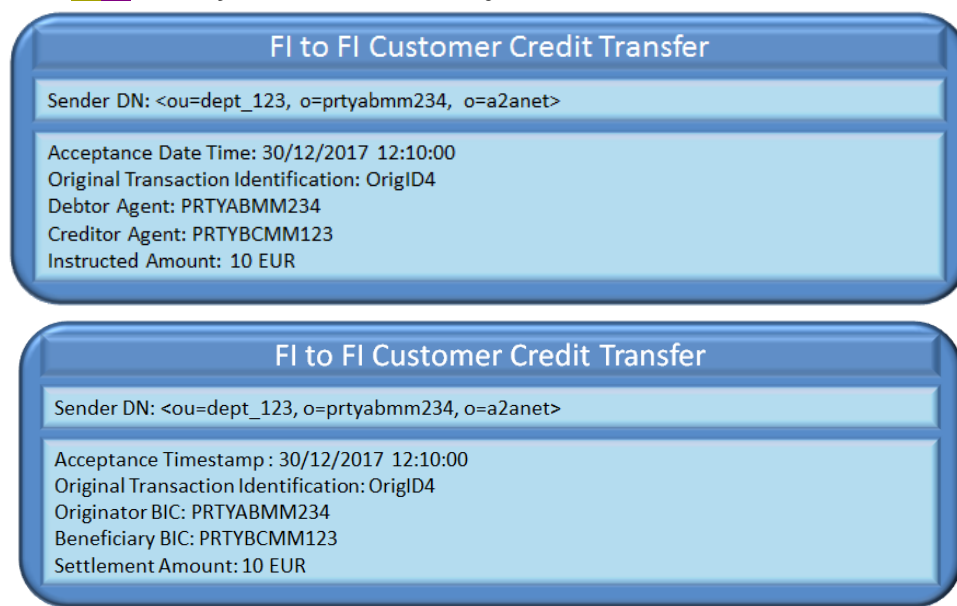 FI to FI Customer Credit Transfer
Sender DN: <ou=dept_123, o=prtyabmm234, o=a2anet>
Acceptance Date Time: 30/12/2017 12:10:00
Original Transaction Identification: OrigID4
Debtor Agent: PRTYABMM234
Creditor Agent: PRTYBCMM123
Instructed Amount: 10 EUR
FI to FI Customer Credit Transfer
Sender DN: <ou=dept_123, o=prtyabmm234, o=a2anet>
Acceptance Timestamp : 30/12/2017 12:10:00
Original Transaction Identification: OrigID4
Originator BIC: PRTYABMM234
Beneficiary BIC: PRTYBCMM123
Settlement Amount: 10 EUR